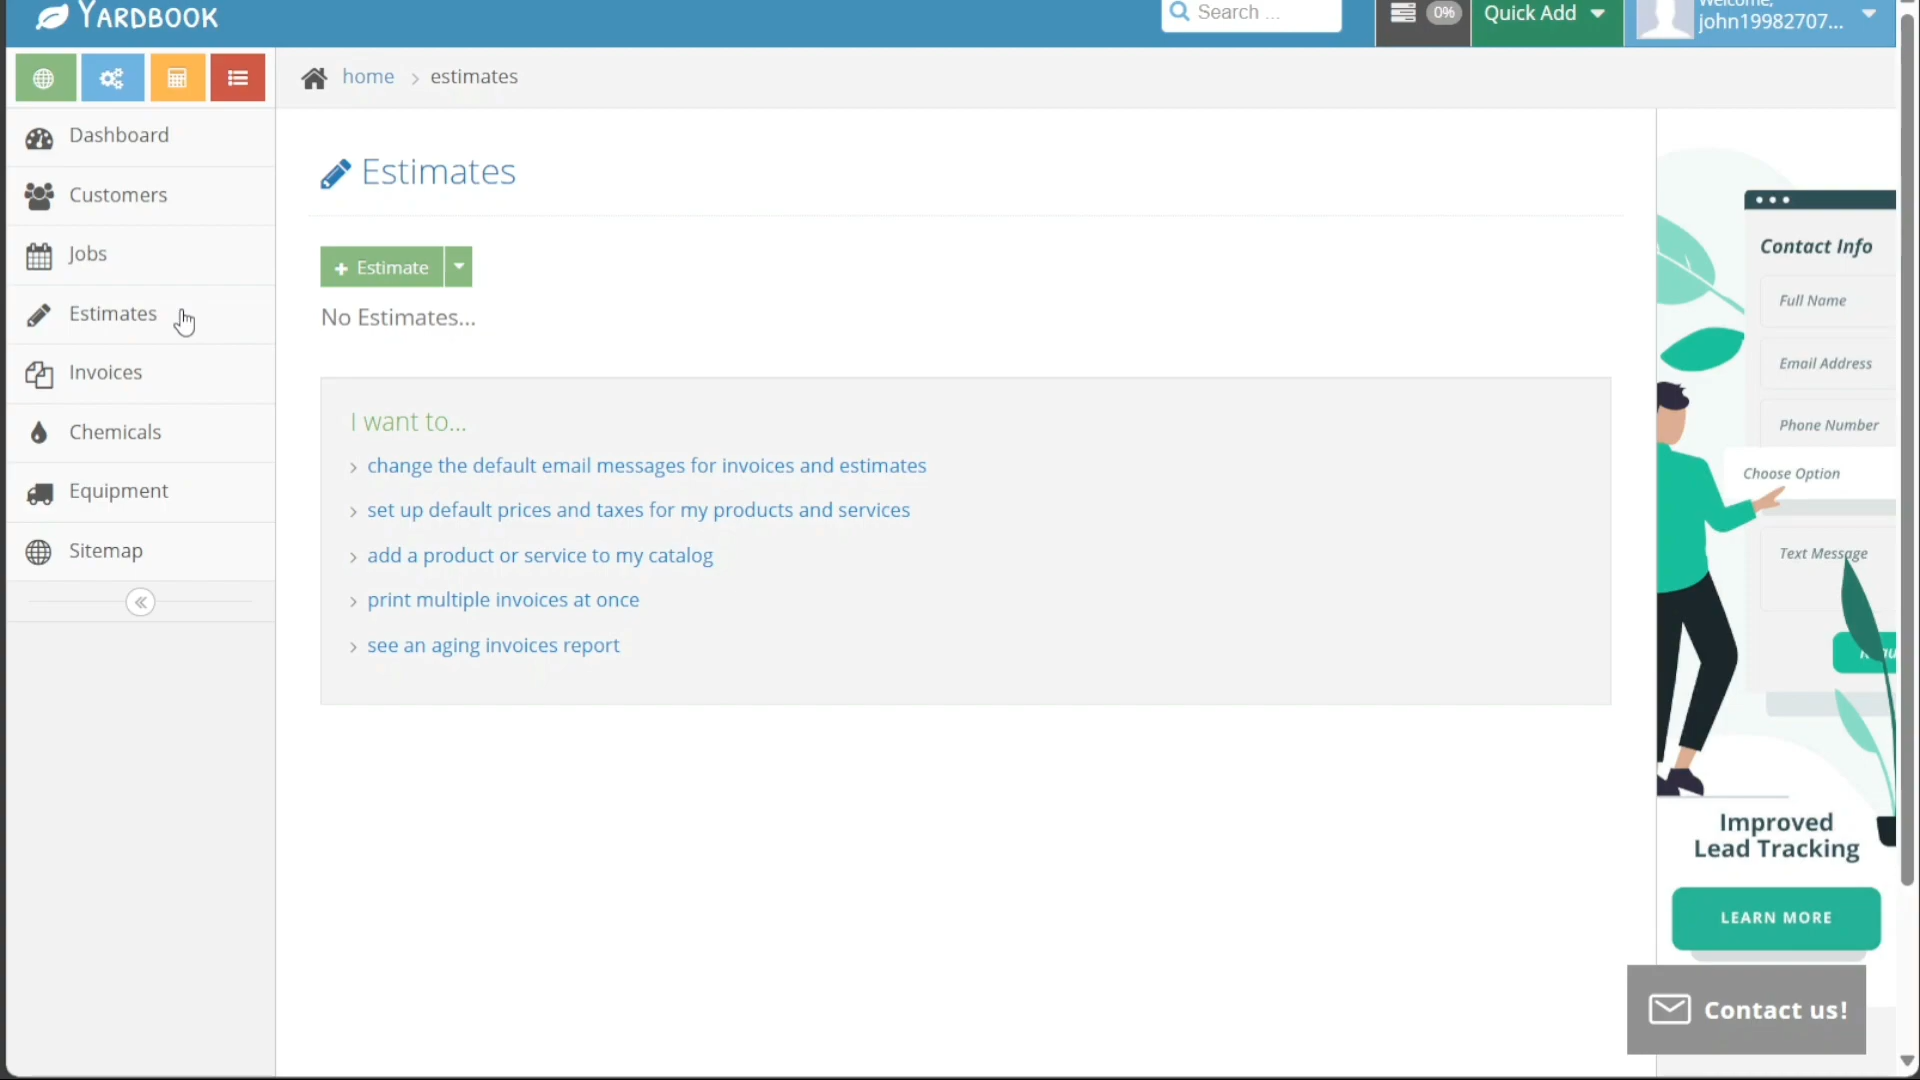 YARDBOOK
Search ...
0%
Quick Add
Welcome,
john19982707...
home > estimates
Dashboard
Customers
Jobs
Estimates
Invoices
Chemicals
Equipment
Sitemap
Estimates
+ Estimate
No Estimates...
I want to...
change the default email messages for invoices and estimates
set up default prices and taxes for my products and services
add a product or service to my catalog
print multiple invoices at once
see an aging invoices report
Contact Info
Full Name
Email Address
Phone Number
Choose Option
Text Message
Improved
Lead Tracking
LEARN MORE
Contact us!